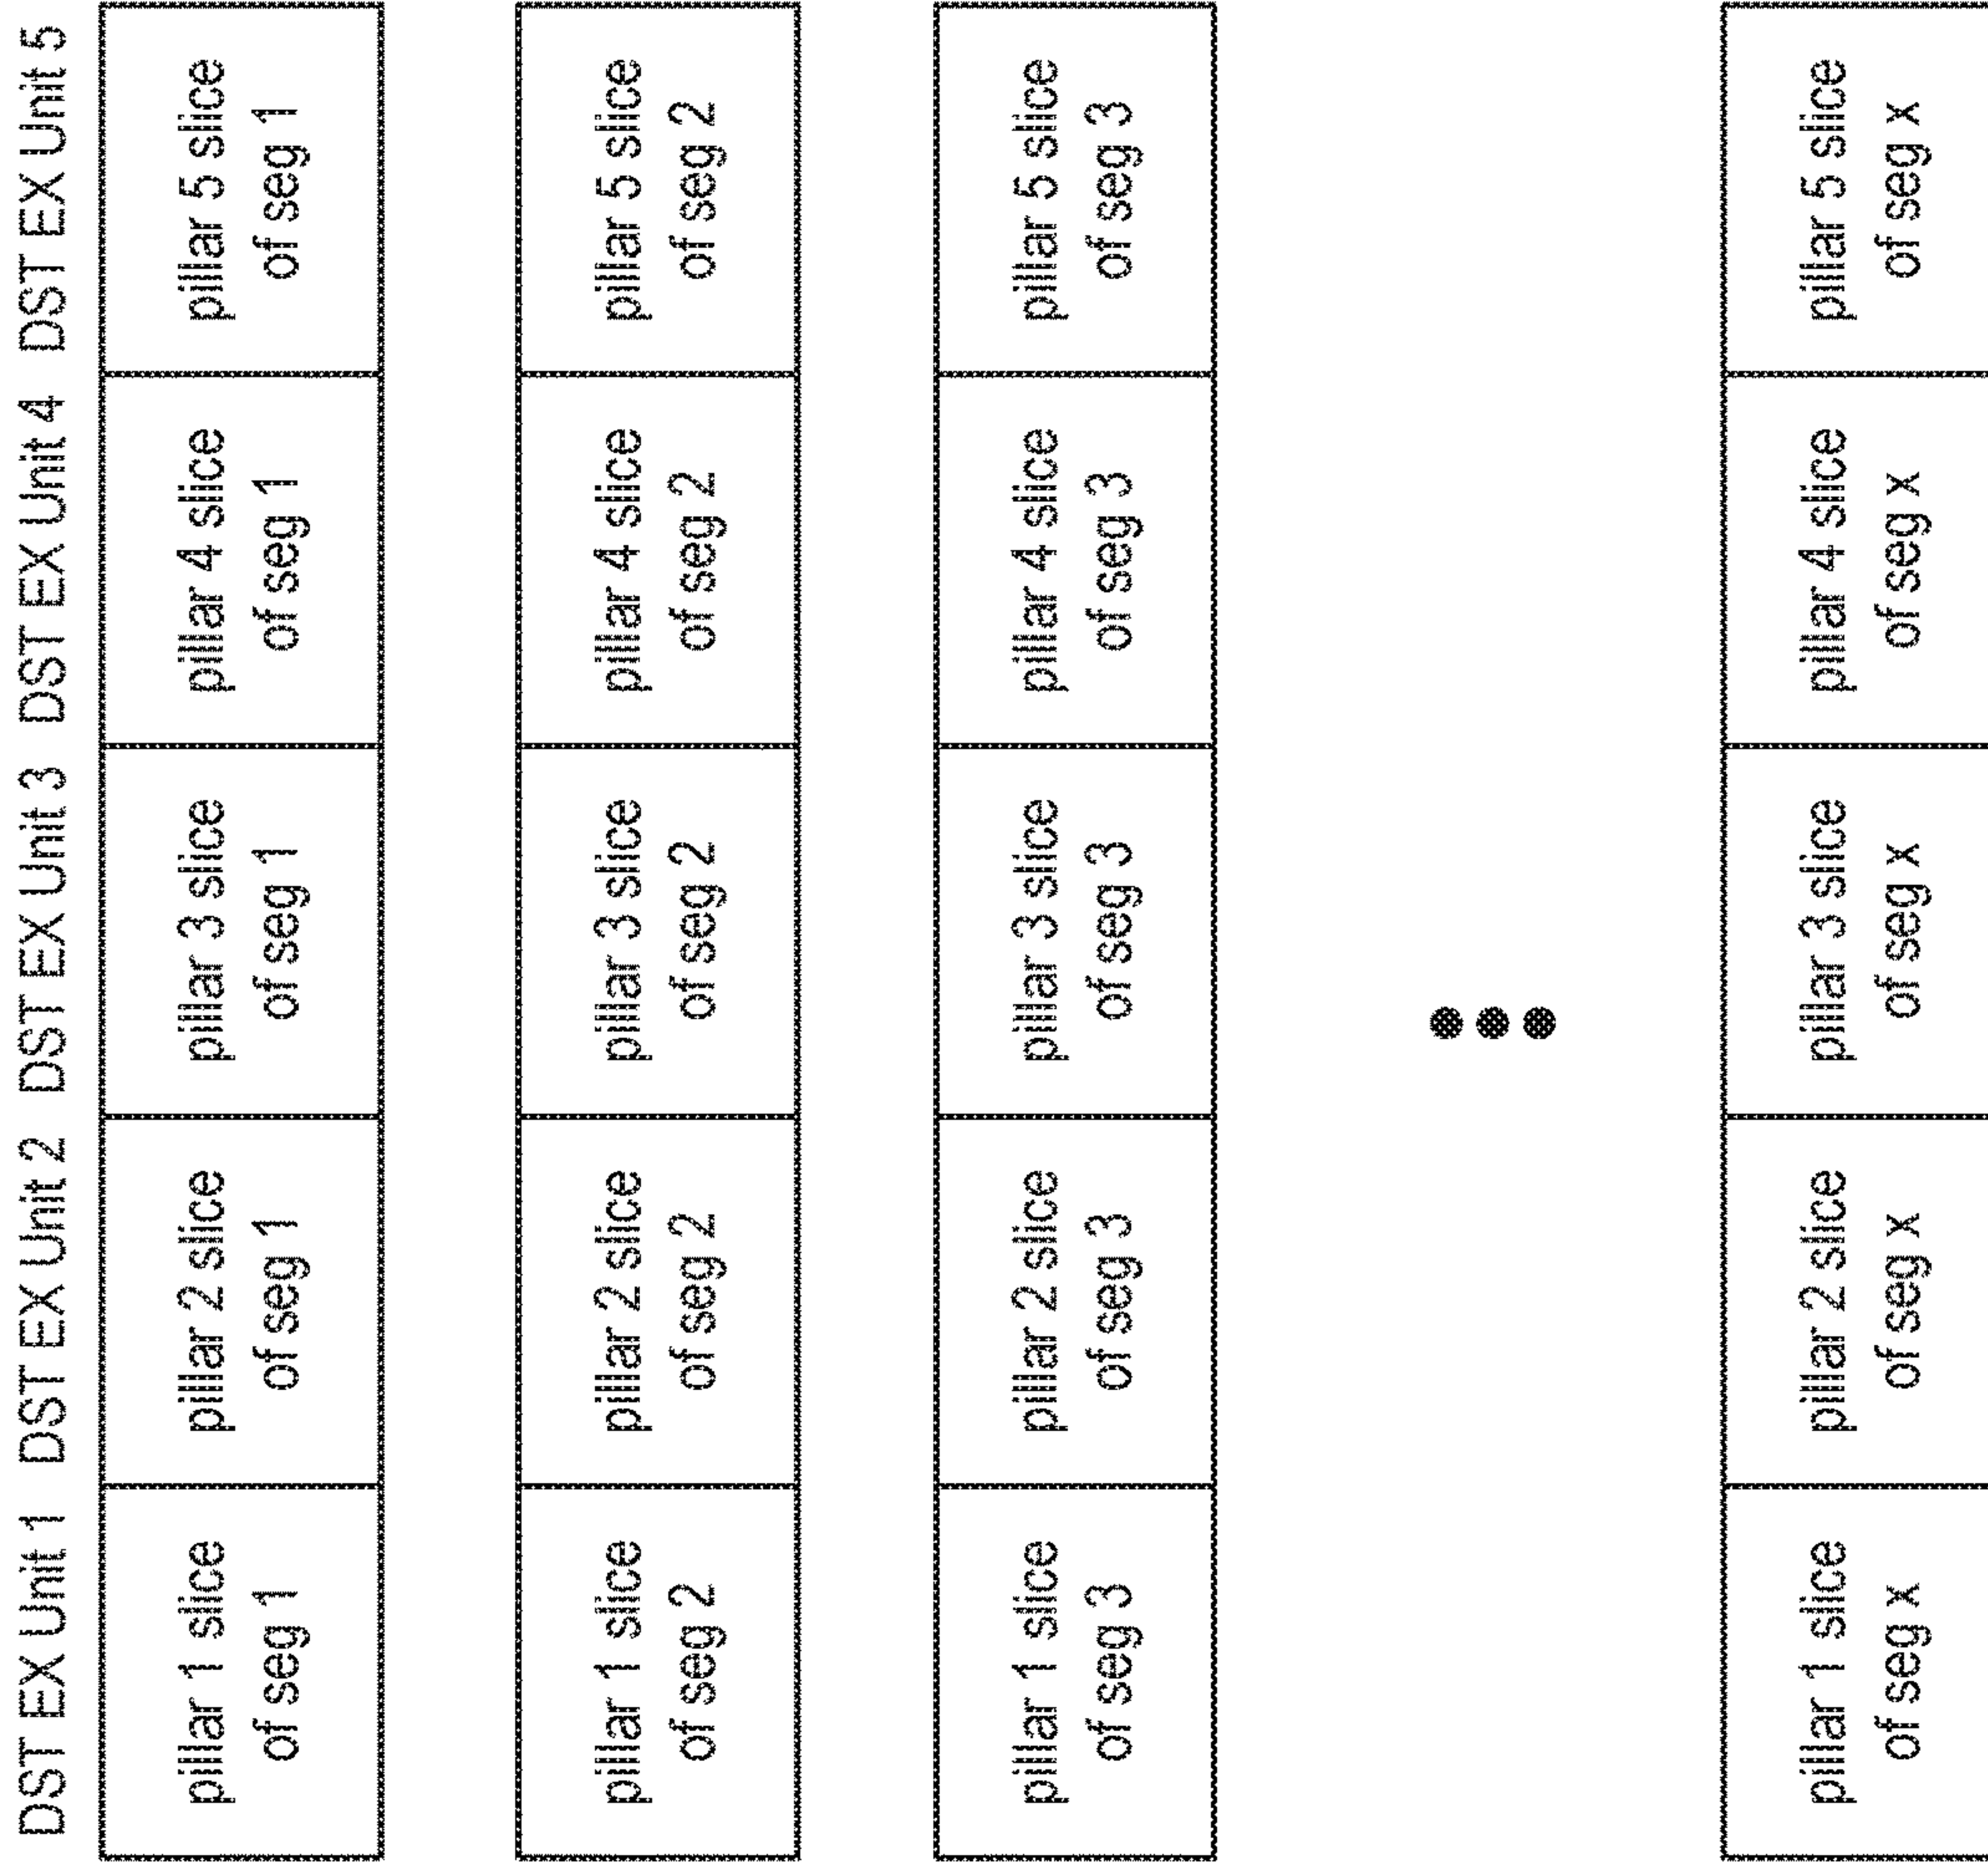 DST EX Unit 1 DST EX Unit 2 DST EX Unit 3 DST EX Unit 4 DST EX Unit 5
pillar 1 slice
of seg 1
pillar 2 slice
of seg 1
pillar 3 slice
of seg 1
pillar 4 slice
of seg 1
pillar 5 slice
of seg 1
pillar 1 slice
of seg 2
pillar 2 slice
of seg 2
pillar 3 slice
of seg 2
pillar 4 slice
of seg 2
pillar 5 slice
of seg 2
pillar 1 slice
of seg 3
pillar 2 slice
of seg 3
pillar 3 slice
of seg 3
pillar 4 slice
of seg 3
pillar 5 slice
of seg 3
pillar 1 slice
of seg x
pillar 2 slice
of seg x
pillar 3 slice
of seg x
pillar 4 slice
of seg x
pillar 5 slice
of seg x